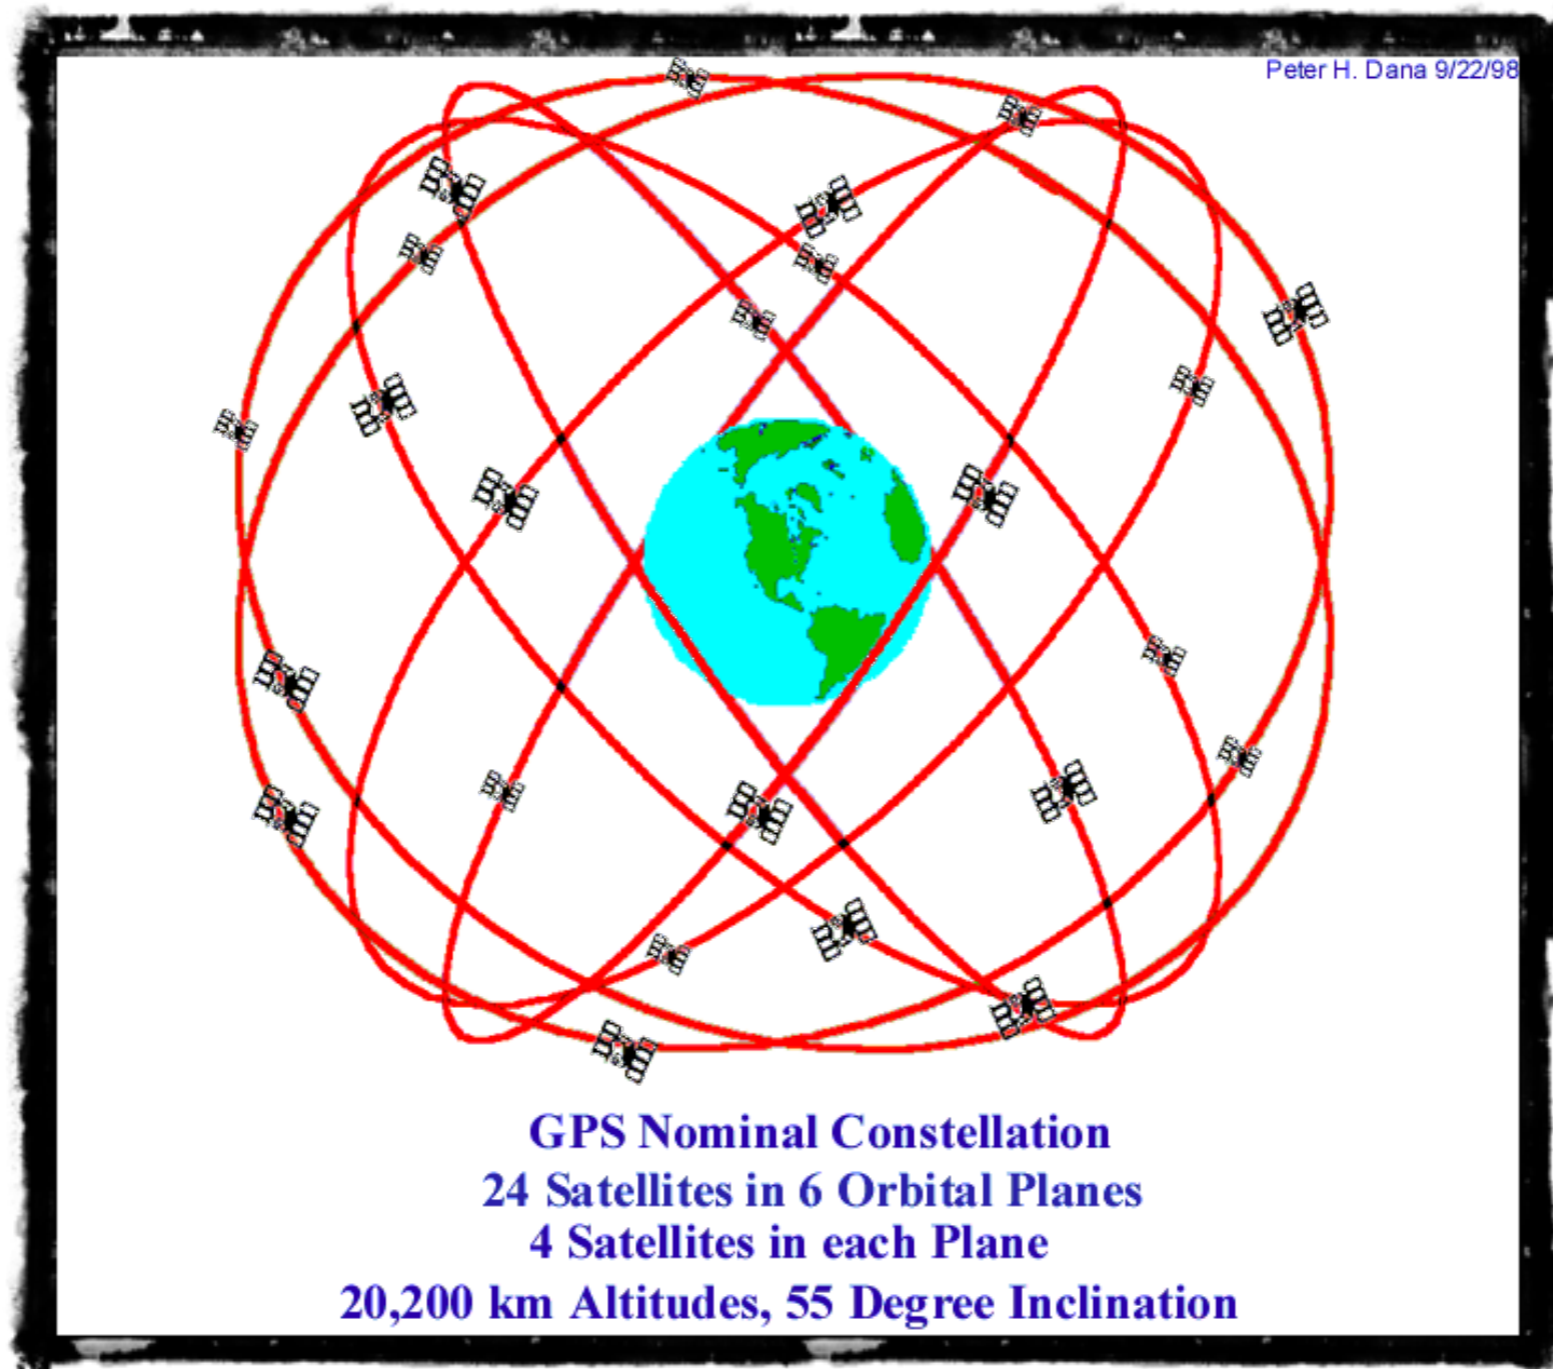 Peter H. Dana 9/22/98
GPS Nominal Constellation
24 Satellites in 6 Orbital Planes
4 Satellites in each Plane
20,200 km Altitudes, 55 Degree Inclination